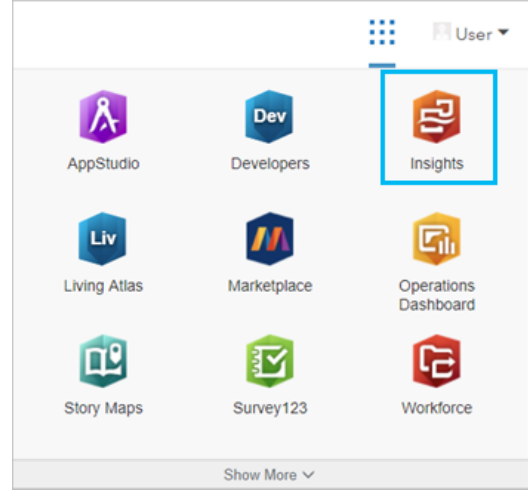 User
Dev
AppStudio
Developers
Insights
Liv
Living Atlas
Marketplace
Operations
Dashboard
Story Maps
Survey123
Workforce
Show More